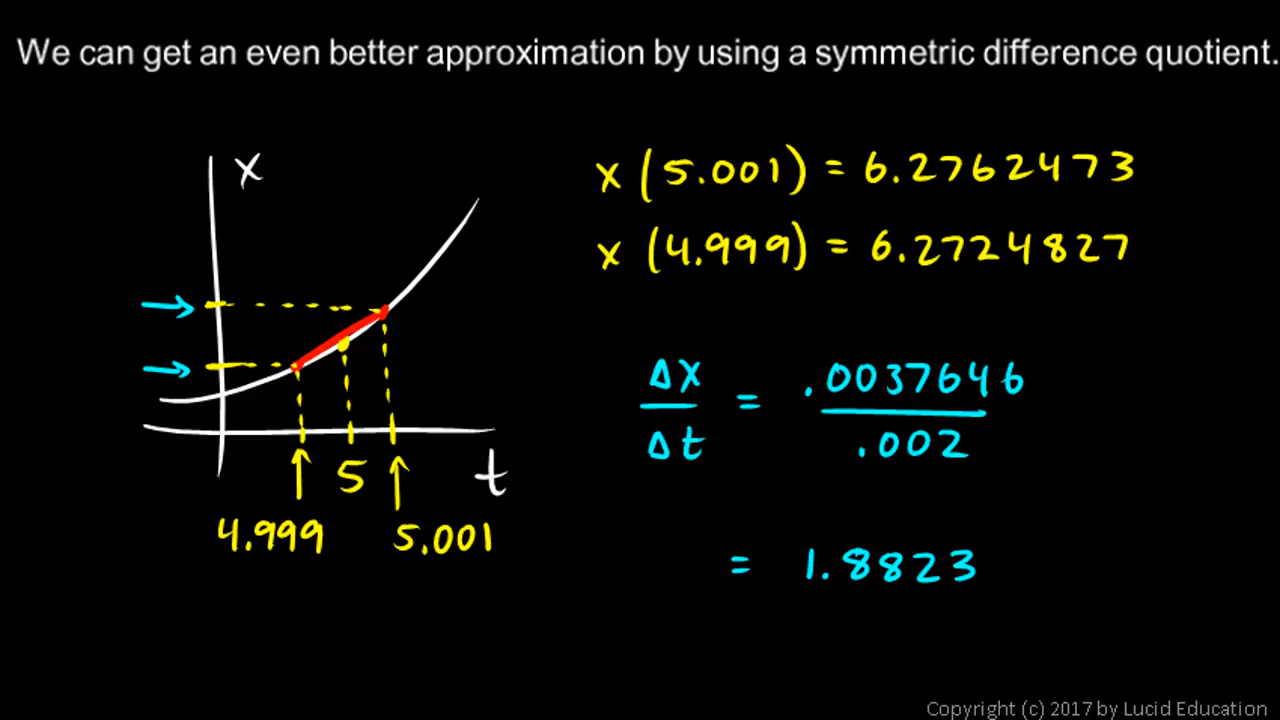 We can get an even better approximation by using a symmetric difference quotient.
x
x (5.001) = 6.2762473
x (4.999) = 6.2724827
Δx / Δt = .0037646 / .002
= 1.8823
5
t
4.999
5.001
Copyright (c) 2017 by Lucid Education